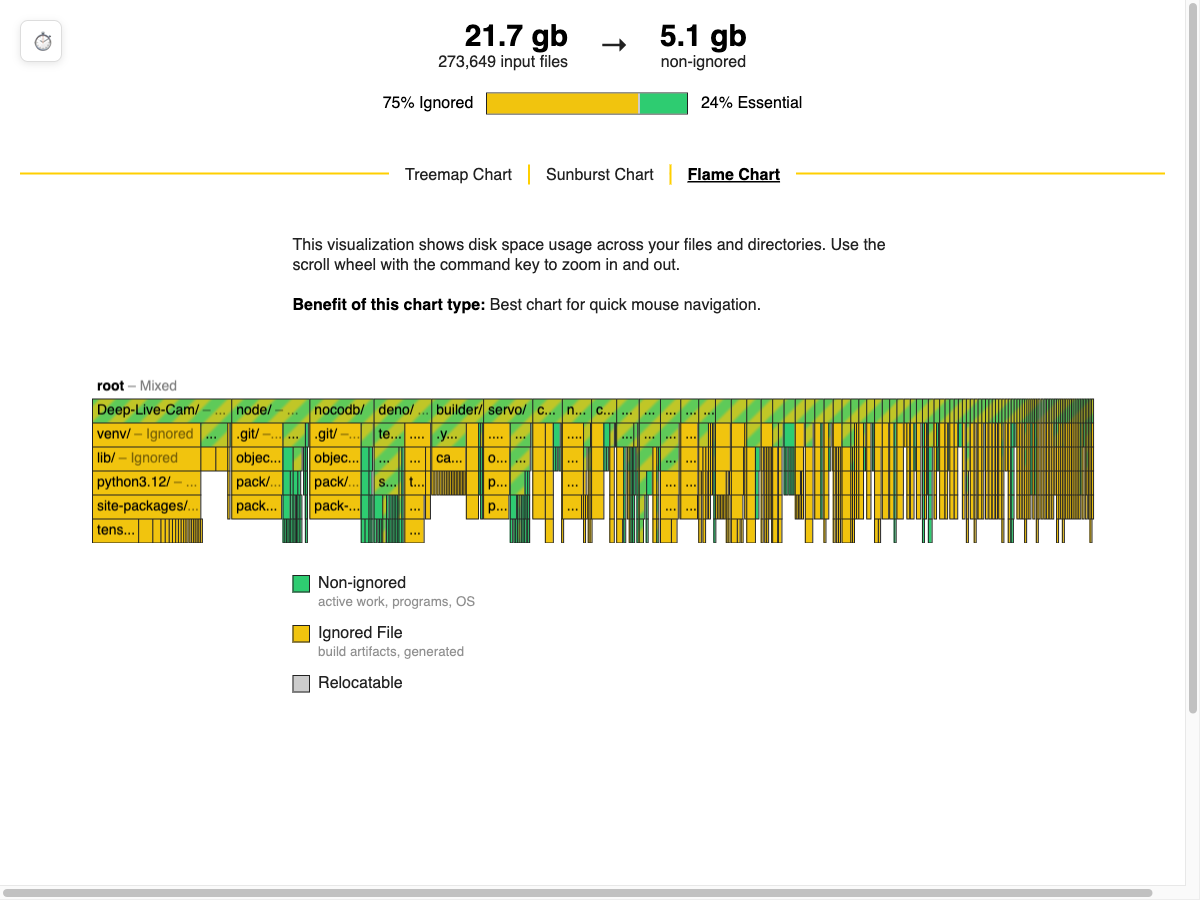 21.7 gb → 5.1 gb
273,649 input files non-ignored
75% Ignored 24% Essential
Treemap Chart Sunburst Chart Flame Chart
This visualization shows disk space usage across your files and directories. Use the
scroll wheel with the command key to zoom in and out.
Benefit of this chart type: Best chart for quick mouse navigation.
root – Mixed
Deep-Live-Cam/ – ... node/ – ... nocodb/ deno/ ... builder/ servo/ c... n... c... ... ... ... ... ...
venv/ – Ignored ... .git/ –... ... .git/ –... te... .... .y... .... ... .... ... ... ... ...
lib/ – Ignored objec... objec... ... ... ca... o... ... ... ... ...
python3.12/ – ... pack/... pack/... s... t... p... ... ... ...
site-packages/... pack... pack-... ... p... ... ... ...
tens... ...
Non-ignored
active work, programs, OS
Ignored File
build artifacts, generated
Relocatable